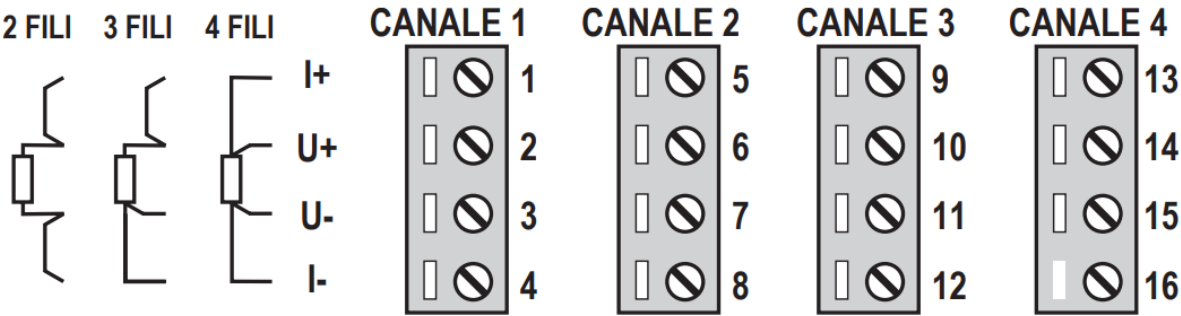 2 FILI 3 FILI 4 FILI CANALE 1 CANALE 2 CANALE 3 CANALE 4
I+ 1 5 9 13
U+ 2 6 10 14
U- 3 7 11 15
I- 4 8 12 16